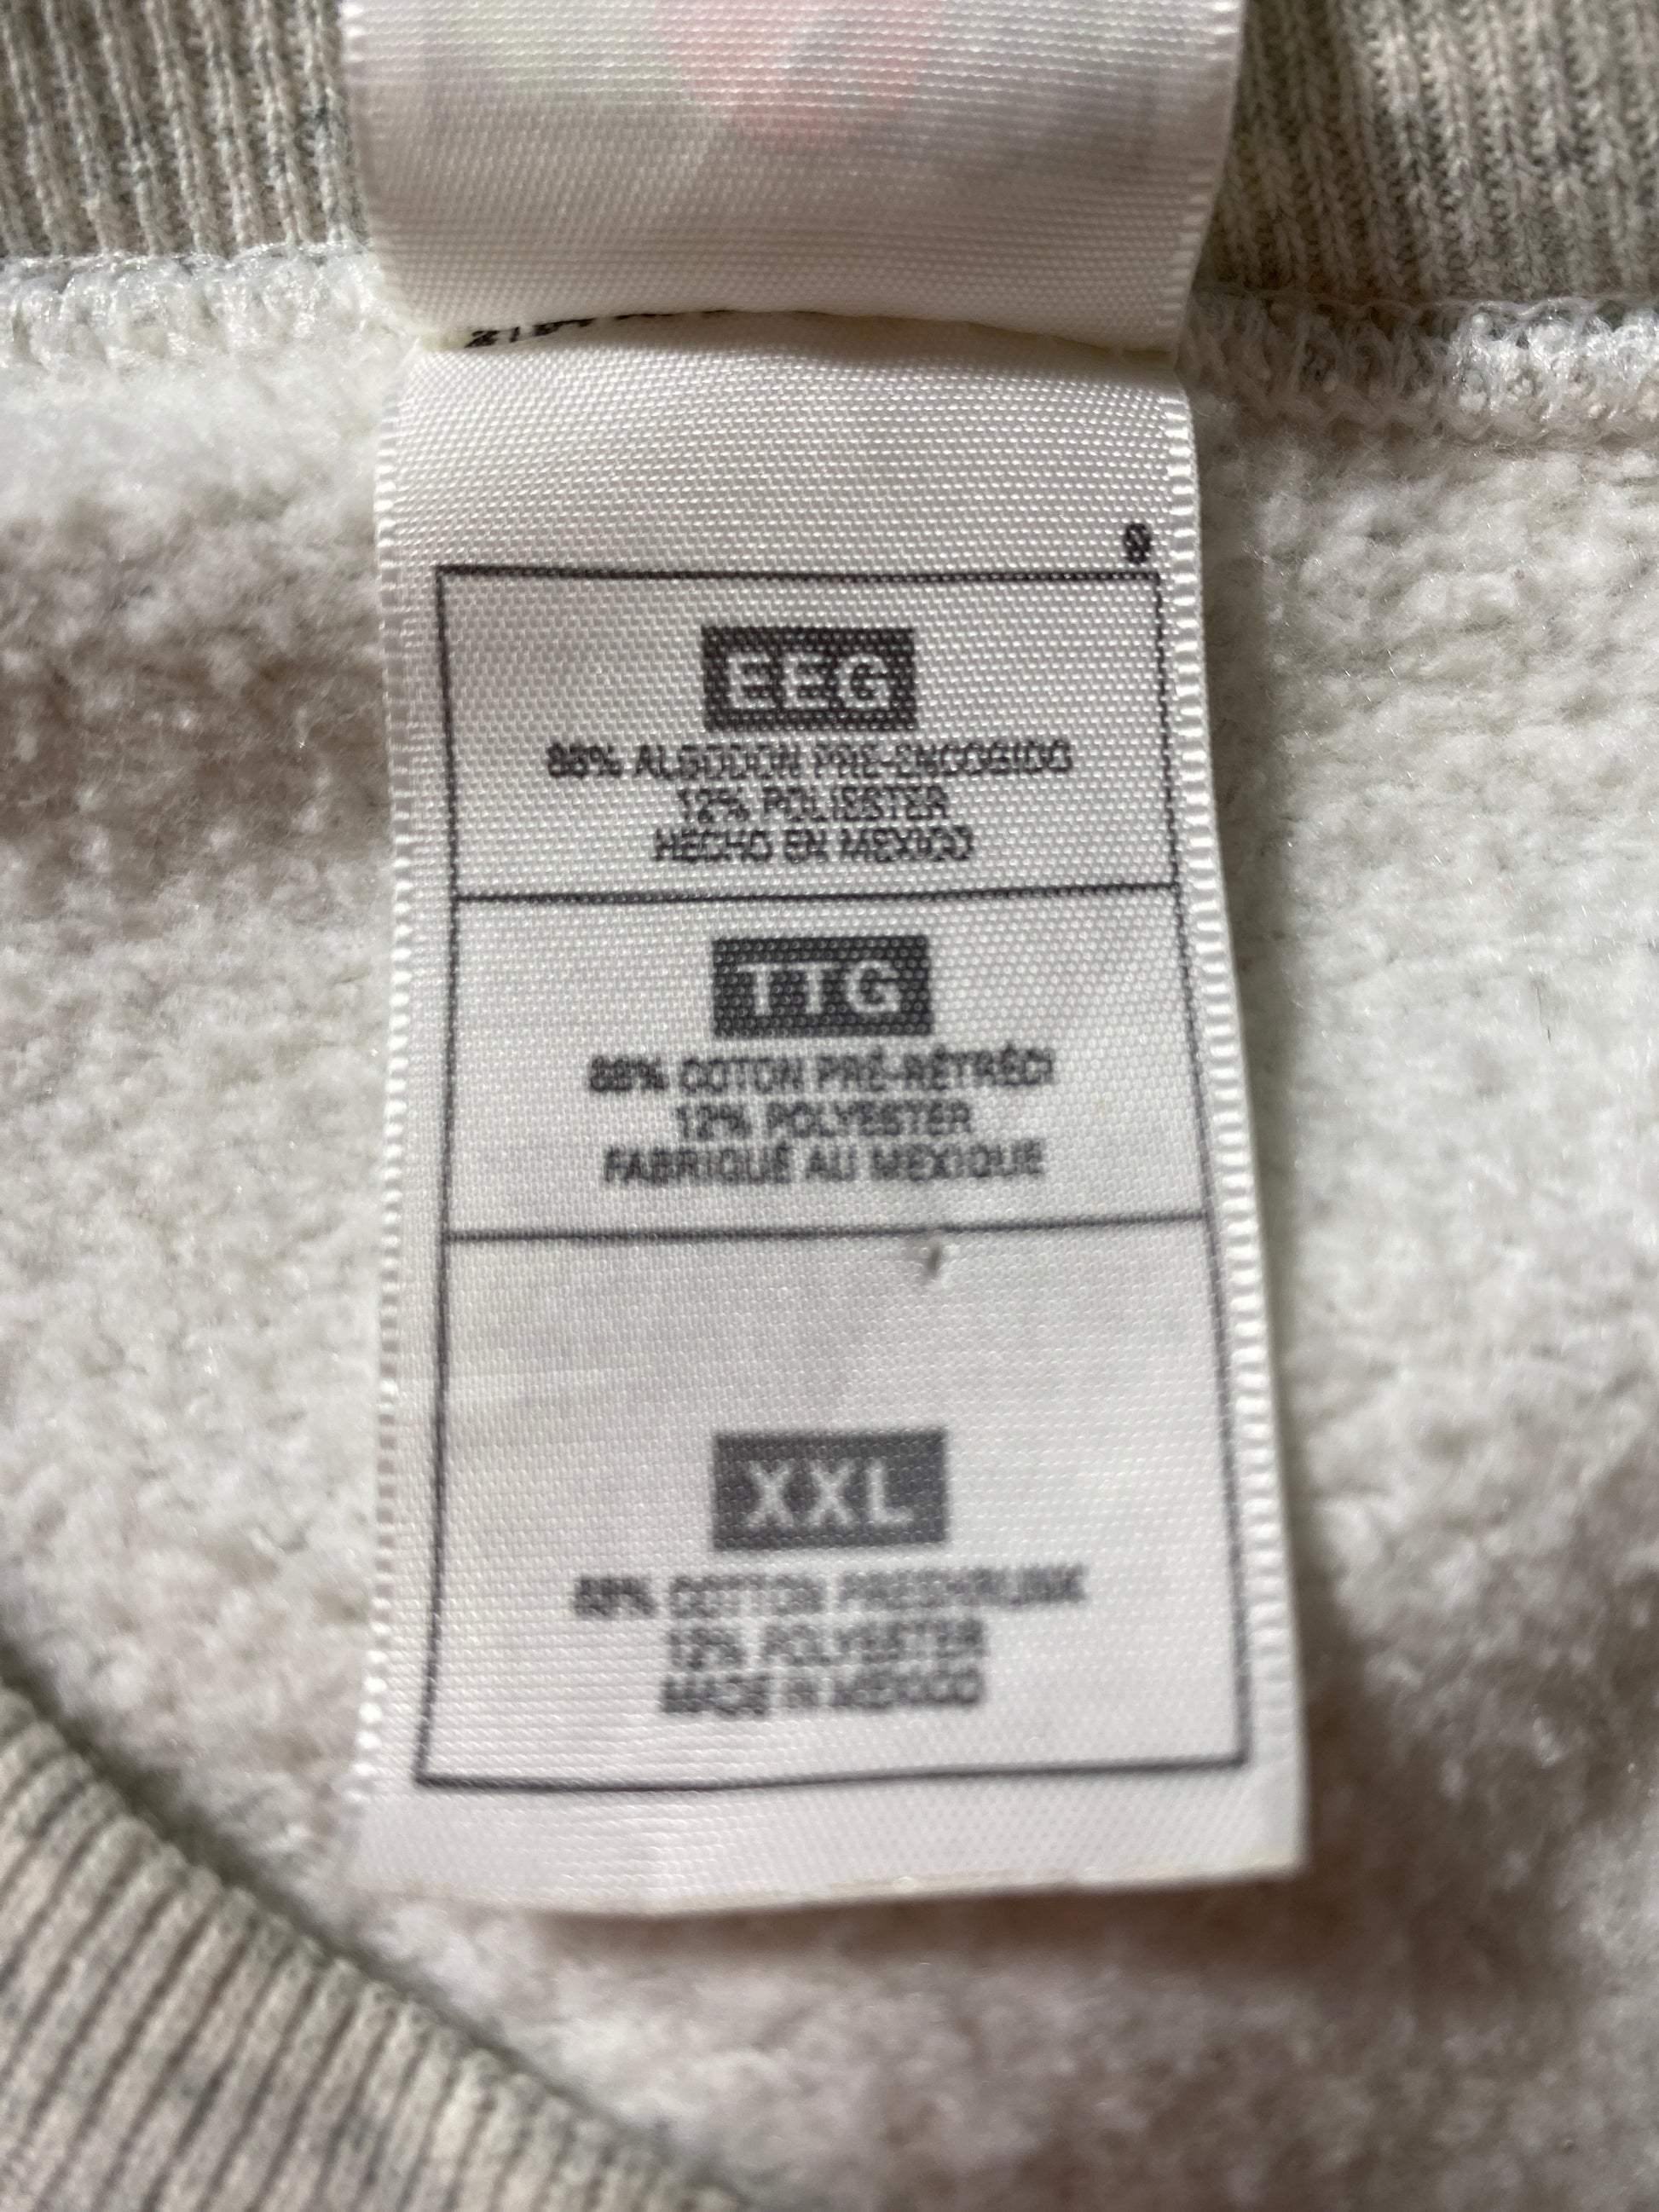 0
EEG
88% ALGODON PRE-ENCOGIDO
12% POLIESTER
HECHO EN MEXICO
TTG
88% COTON PRÉ-RÉTRÉCI
12% POLYESTER
FABRIQUÉ AU MEXIQUE
XXL
88% COTTON PRESHRUNK
12% POLYESTER
MADE IN MEXICO